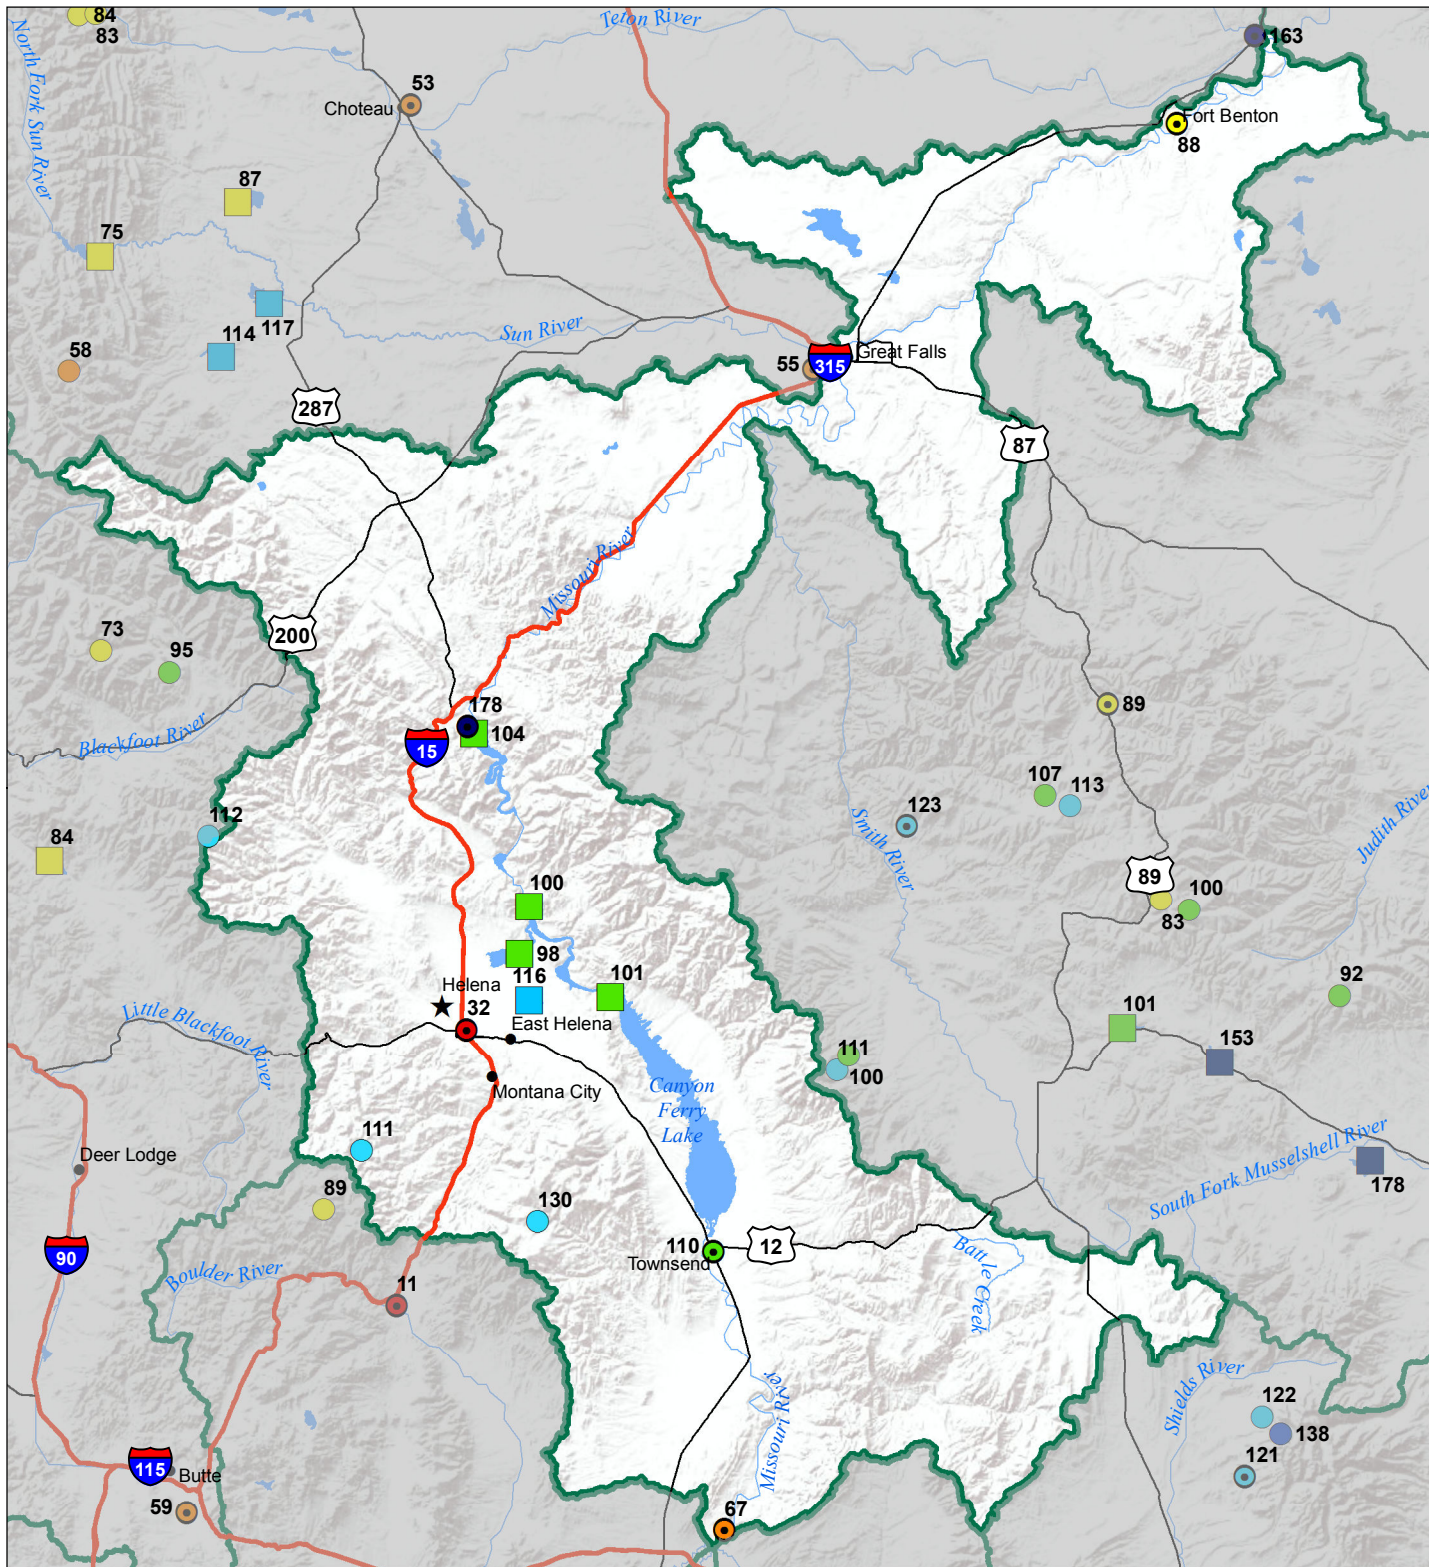 84
83
Teton River
163
North Fork Sun River
53
Choteau
Fort Benton
88
87
75
117
114
Sun River
58
55
315
Great Falls
287
87
Missouri River
200
73
95
178
104
89
Blackfoot River
15
107
113
123
112
Smith River
Judith River
84
89
100
100
83
98
116
101
92
Helena
Little Blackfoot River
32
East Helena
101
153
111
100
Montana City
Canyon
Ferry
Lake
111
Deer Lodge
South Fork Musselshell River
178
89
130
90
110
12
Townsend
Battle Creek
Boulder River
11
Shields River
Missouri River
122
138
121
115
Butte
59
67